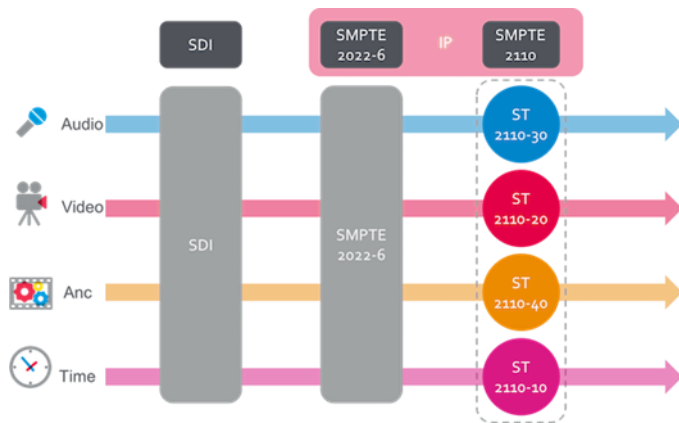 SDI
SMPTE
2022-6
IP
SMPTE
2110
Audio
ST
2110-30
Video
ST
2110-20
SDI
SMPTE
2022-6
Anc
ST
2110-40
Time
ST
2110-10